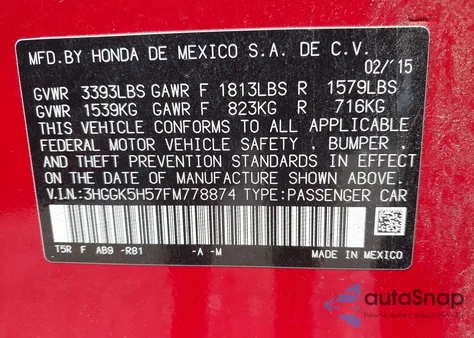 MFD.BY HONDA DE MEXICO S.A. DE C.V.
02/'15
GVWR 3393LBS GAWR F 1813LBS R 1579LBS
GVWR 1539KG GAWR F 823KG R 716KG
THIS VEHICLE CONFORMS TO ALL APPLICABLE
FEDERAL MOTOR VEHICLE SAFETY . BUMPER .
AND THEFT PREVENTION STANDARDS IN EFFECT
ON THE DATE OF MANUFACTURE SHOWN ABOVE.
V.I.N.:3HGGK5H57FM778874 TYPE:PASSENGER CAR
T5R F AB9 -R81 -A -M
MADE IN MEXICO
autoSnap